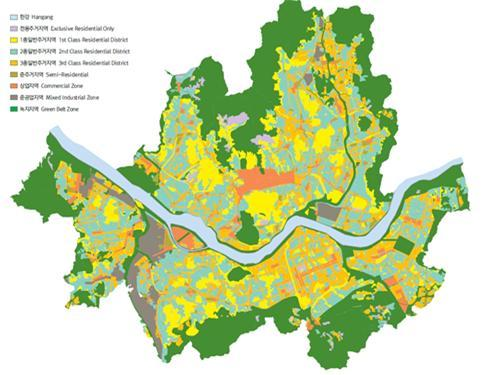 한강 Hangang
전용주거지역 Exclusive Residential Only
1종일반주거지역 1st Class Residential District
2종일반주거지역 2nd Class Residential District
3종일반주거지역 3rd Class Residential District
준주거지역 Semi-Residential
상업지역 Commercial Zone
준공업지역 Mixed Industrial Zone
녹지지역 Green Belt Zone